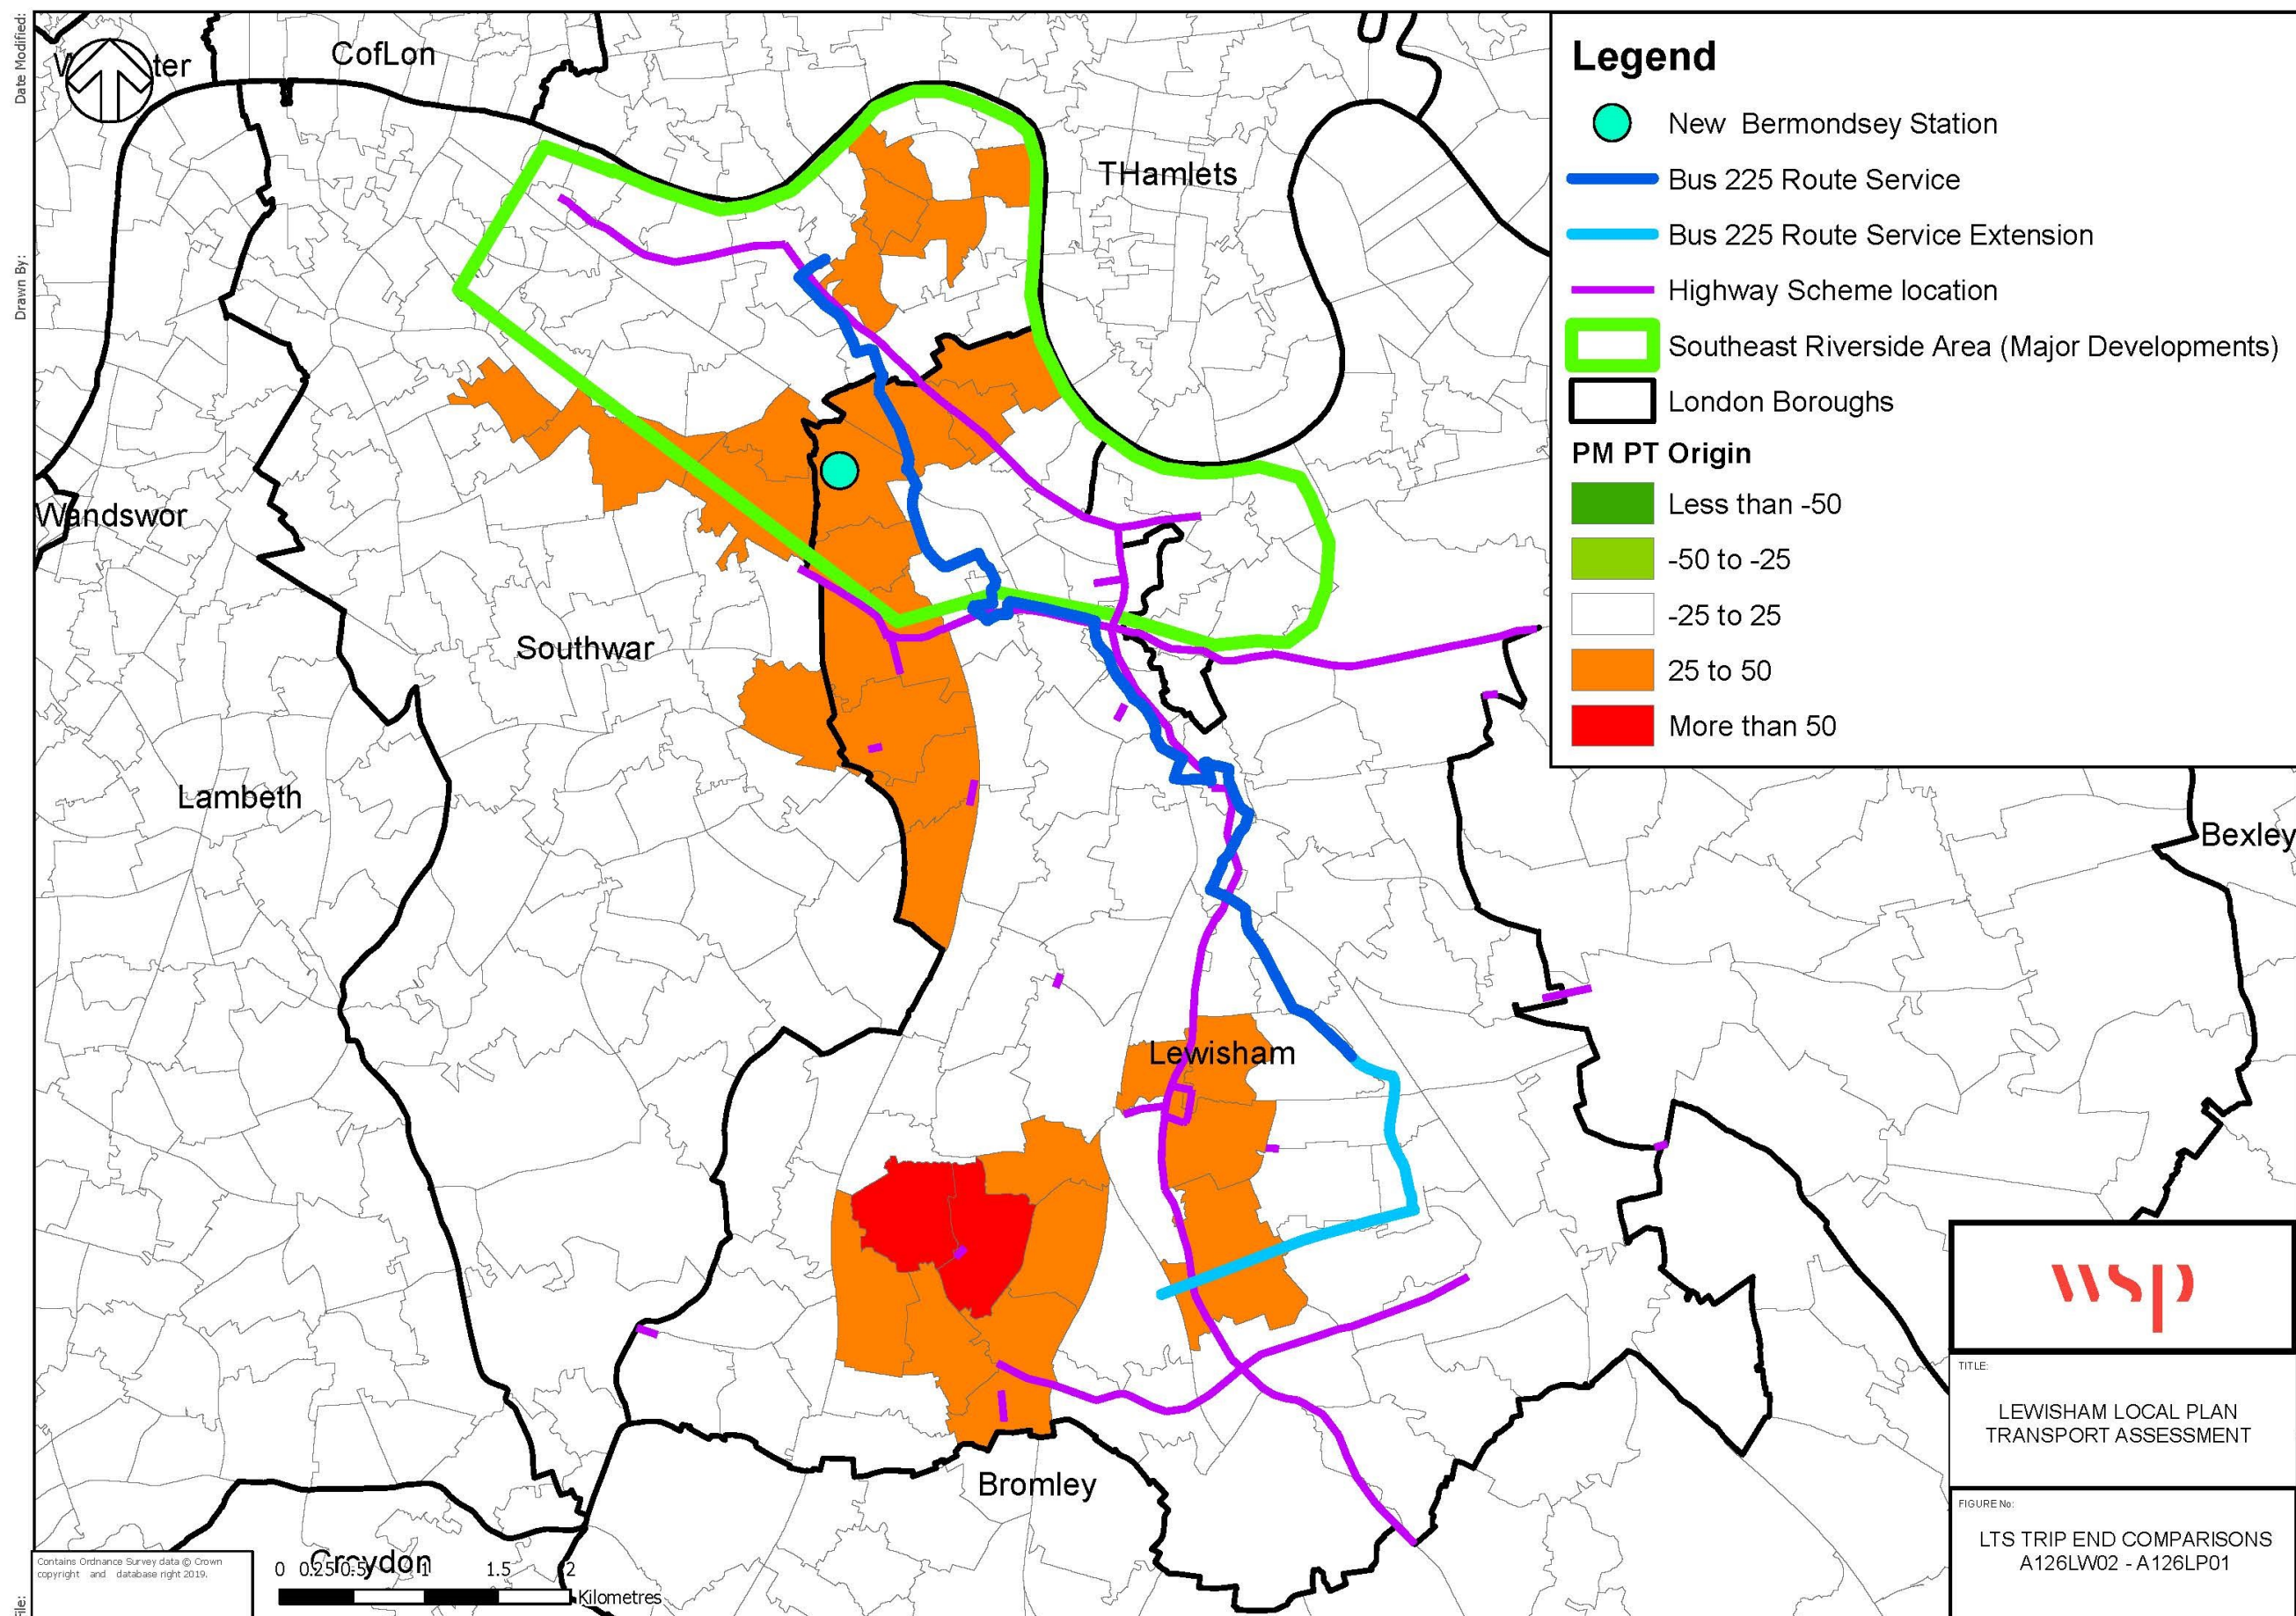 Date Modified:
Drawn By:
File:
CofLon
ter
THamlets
Wandswor
Southwar
Lambeth
Lewisham
Bexley
Bromley
Croydon
Legend
New Bermondsey Station
Bus 225 Route Service
Bus 225 Route Service Extension
Highway Scheme location
Southeast Riverside Area (Major Developments)
London Boroughs
PM PT Origin
Less than -50
-50 to -25
-25 to 25
25 to 50
More than 50
wsp
TITLE:
LEWISHAM LOCAL PLAN
TRANSPORT ASSESSMENT
FIGURE No:
LTS TRIP END COMPARISONS
A126LW02 - A126LP01
Contains Ordnance Survey data © Crown
copyright and database right 2019.
0 0.25 0.5 1 1.5 2
Kilometres